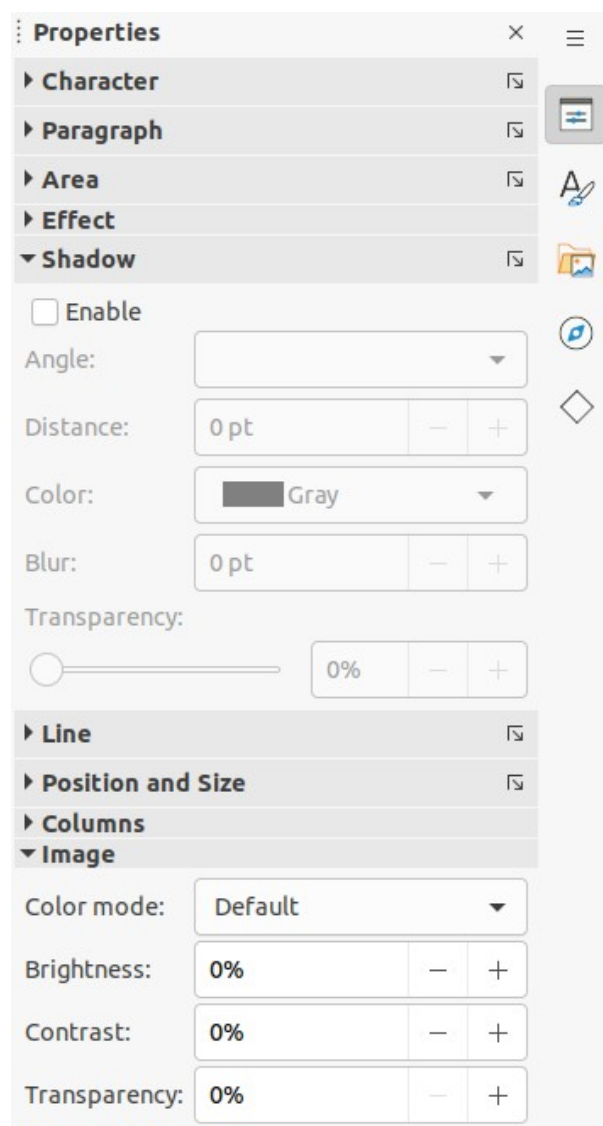 Properties
Character
Paragraph
Area
Effect
Shadow
Enable
Angle:
Distance: 0 pt
Color: Gray
Blur: 0 pt
Transparency:
0%
Line
Position and Size
Columns
Image
Color mode: Default
Brightness: 0%
Contrast: 0%
Transparency: 0%